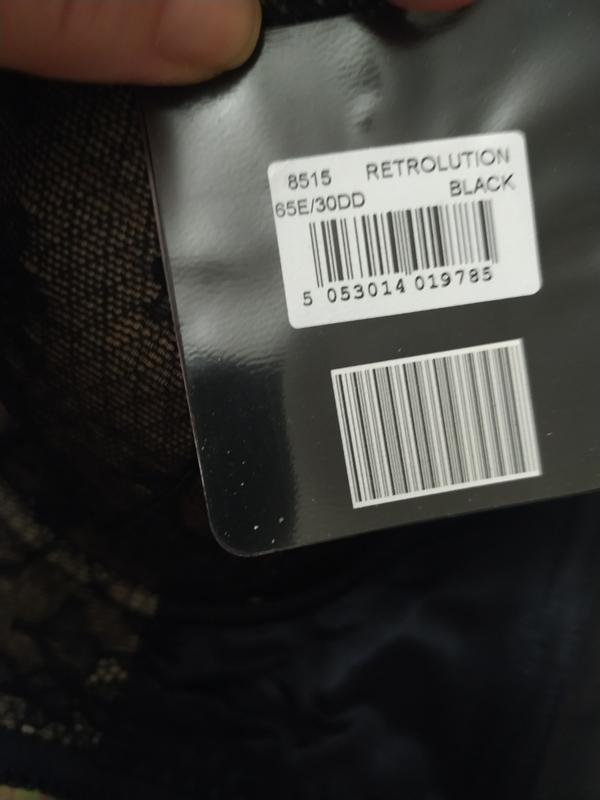 8515 RETROLUTION
65E/30DD BLACK
5 053014 019785